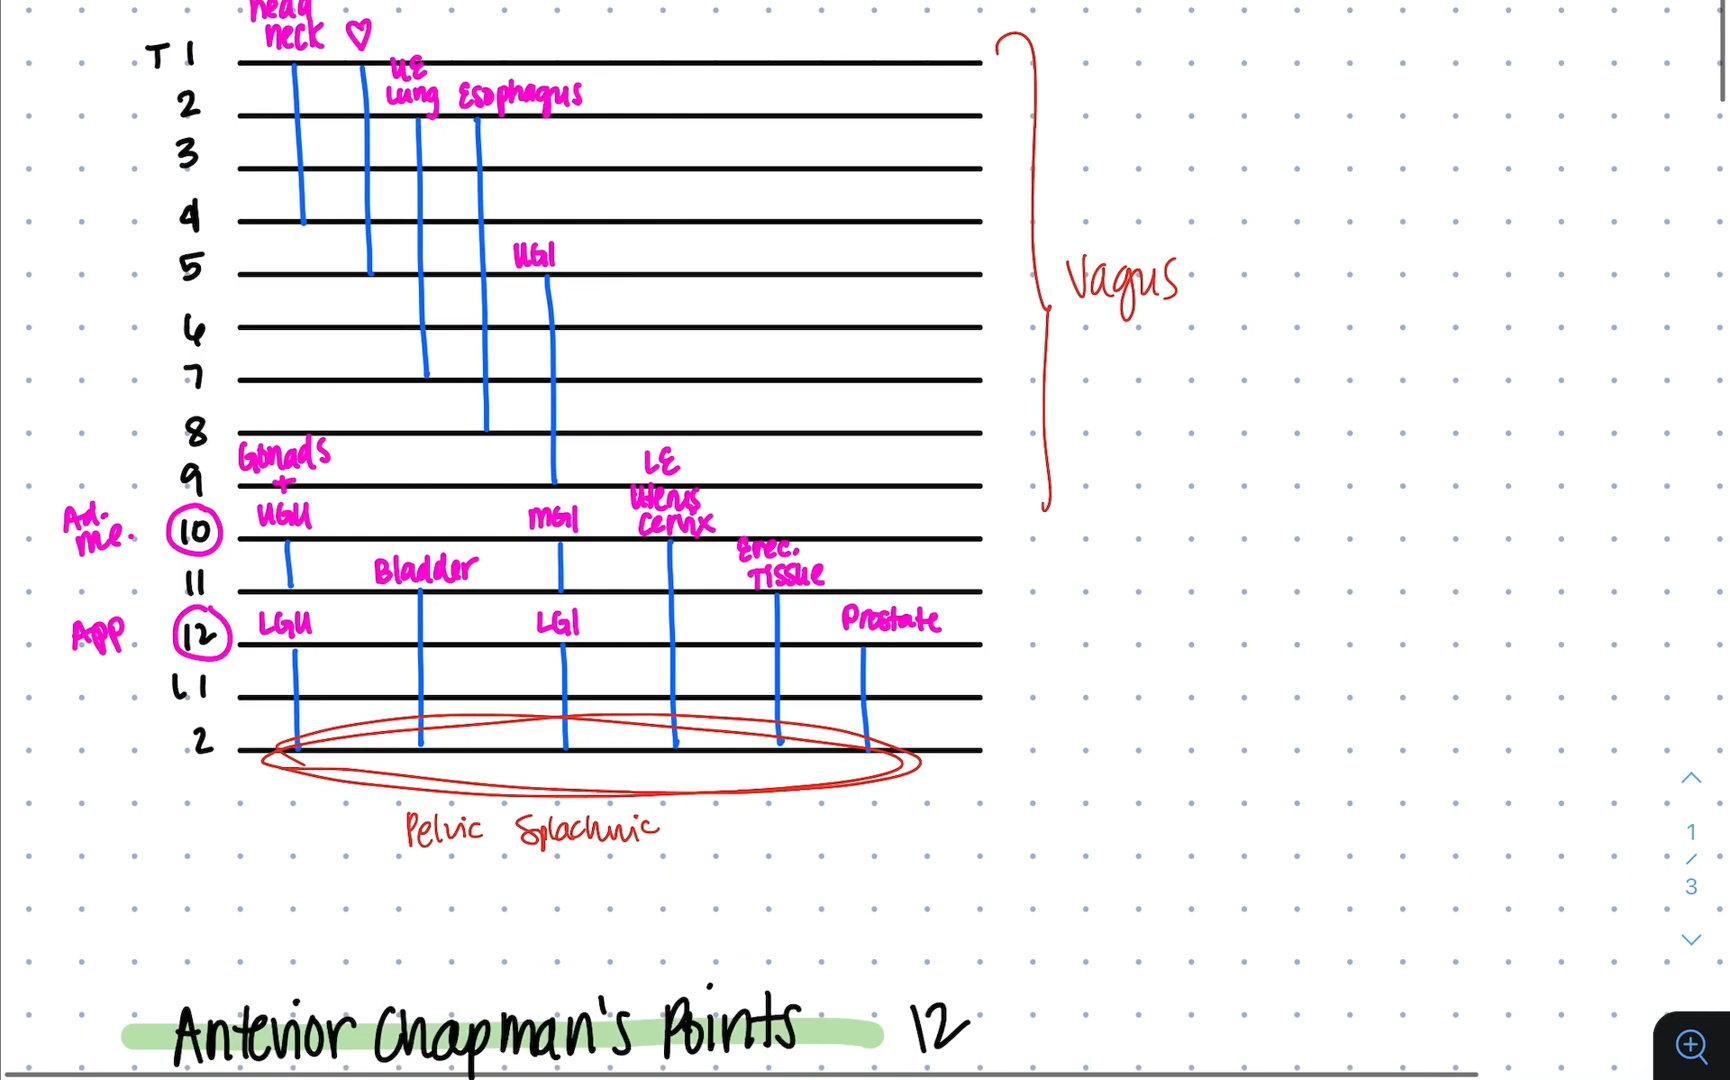 head
neck ♡
T 1
UE
Lung Esophagus
2
3
4
5 UGI
6
7
8
Gonads
+
UGU
9 LE
Uterus
Cervix
Ad.
me. 10 MGI
Erec.
Tissue
11 Bladder
App 12 LGU LGI Prostate
L1
2
Vagus
Pelvic Splachnic
Anterior Chapman's Points 12
1
/
3